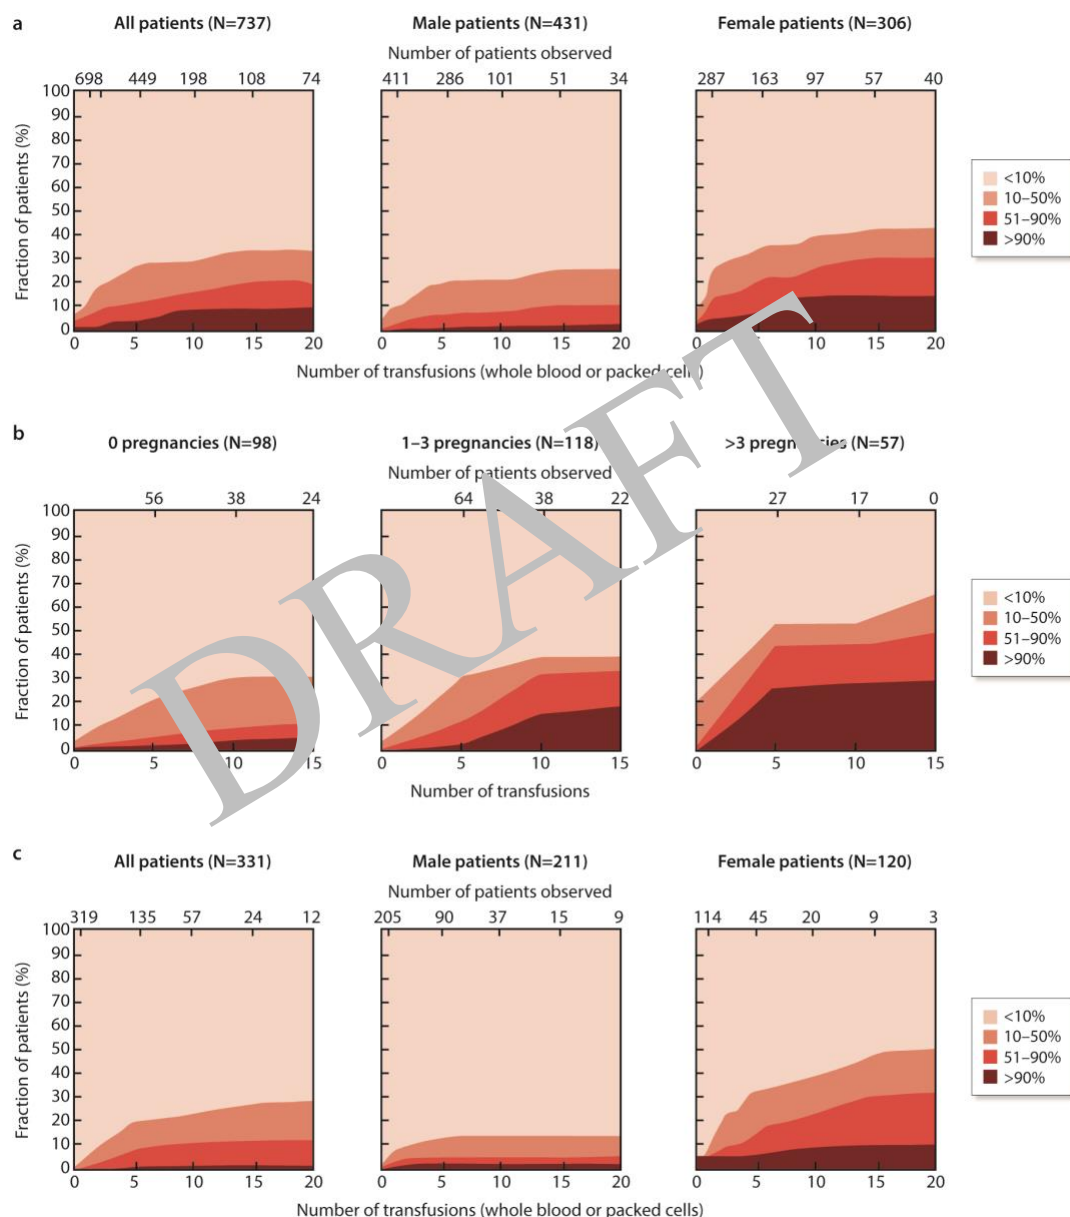 a
All patients (N=737)
Male patients (N=431)
Female patients (N=306)
Number of patients observed
698 449 198 108 74
411 286 101 51 34
287 163 97 57 40
Fraction of patients (%)
100
90
80
70
60
50
40
30
20
10
0
0 5 10 15 20
0 5 10 15 20
0 5 10 15 20
Number of transfusions (whole blood or packed cells)
<10%
10–50%
51–90%
>90%
b
0 pregnancies (N=98)
1–3 pregnancies (N=118)
>3 pregnancies (N=57)
Number of patients observed
56 38 24
64 38 22
27 17 0
Fraction of patients (%)
100
90
80
70
60
50
40
30
20
10
0
0 5 10 15
0 5 10 15
0 5 10 15
Number of transfusions
<10%
10–50%
51–90%
>90%
DRAFT
c
All patients (N=331)
Male patients (N=211)
Female patients (N=120)
Number of patients observed
319 135 57 24 12
205 90 37 15 9
114 45 20 9 3
Fraction of patients (%)
100
90
80
70
60
50
40
30
20
10
0
0 5 10 15 20
0 5 10 15 20
0 5 10 15 20
Number of transfusions (whole blood or packed cells)
<10%
10–50%
51–90%
>90%